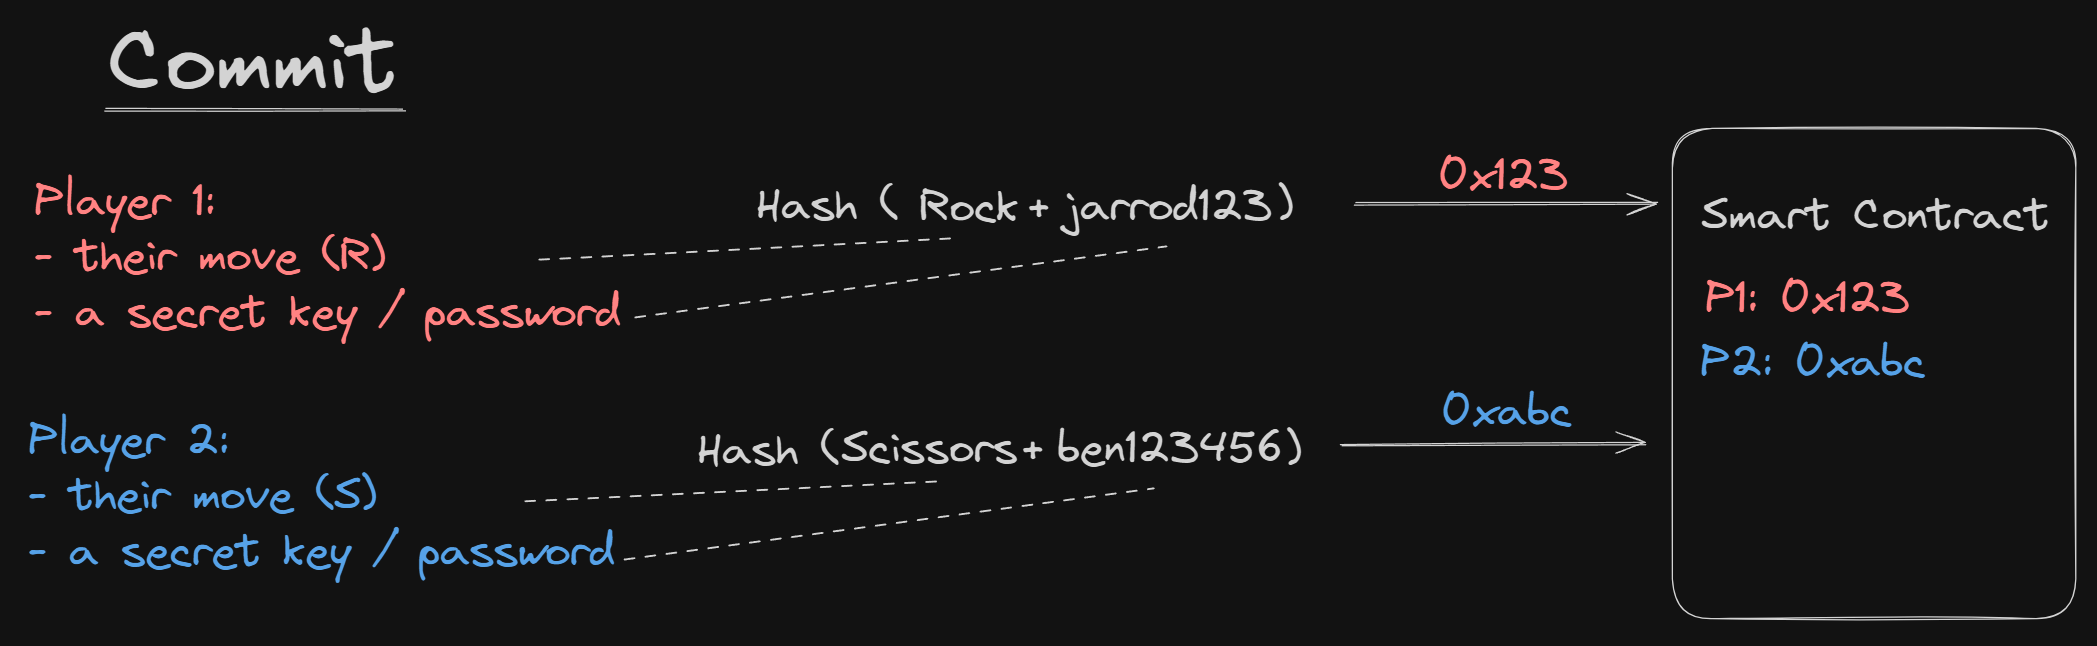 Commit
Player 1:
- their move (R)
- a secret key / password
Hash ( Rock + jarrod123)
0x123
Player 2:
- their move (S)
- a secret key / password
Hash (Scissors + ben123456)
0xabc
Smart Contract
P1: 0x123
P2: 0xabc